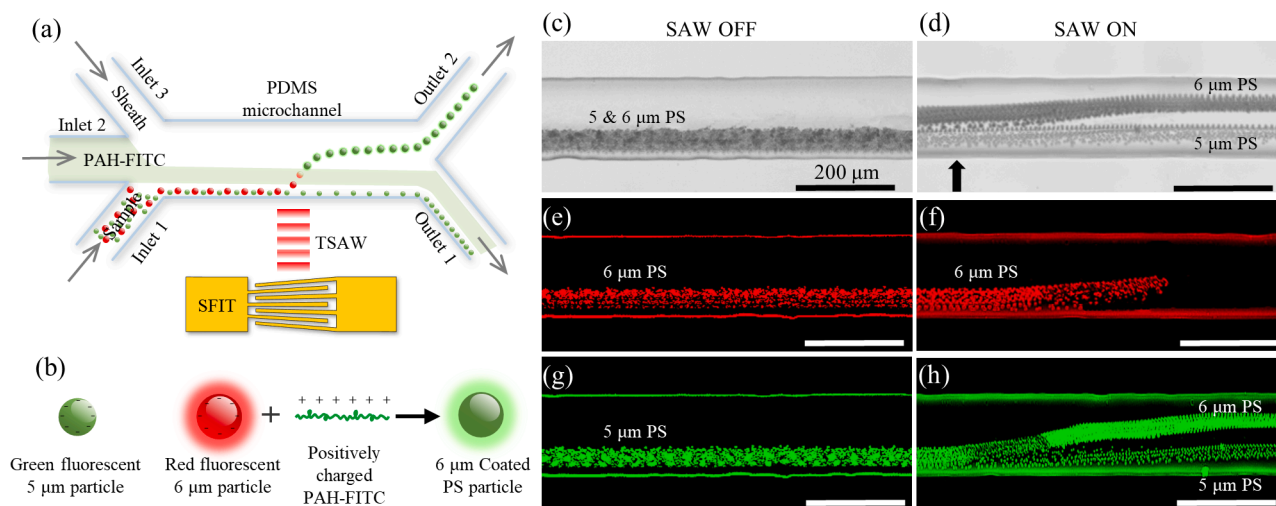 (a)
Inlet 3
Sheath
Inlet 2
PAH-FITC
PDMS
microchannel
Outlet 2
Sample
Inlet 1
TSAW
SFIT
Outlet 1
(b)
Green fluorescent
5 μm particle
Red fluorescent
6 μm particle
+
+ + + + + +
Positively
charged
PAH-FITC
6 μm Coated
PS particle
SAW OFF
SAW ON
(c)
5 & 6 μm PS
200 μm
(d)
6 μm PS
5 μm PS
(e)
6 μm PS
(f)
6 μm PS
(g)
5 μm PS
(h)
6 μm PS
5 μm PS